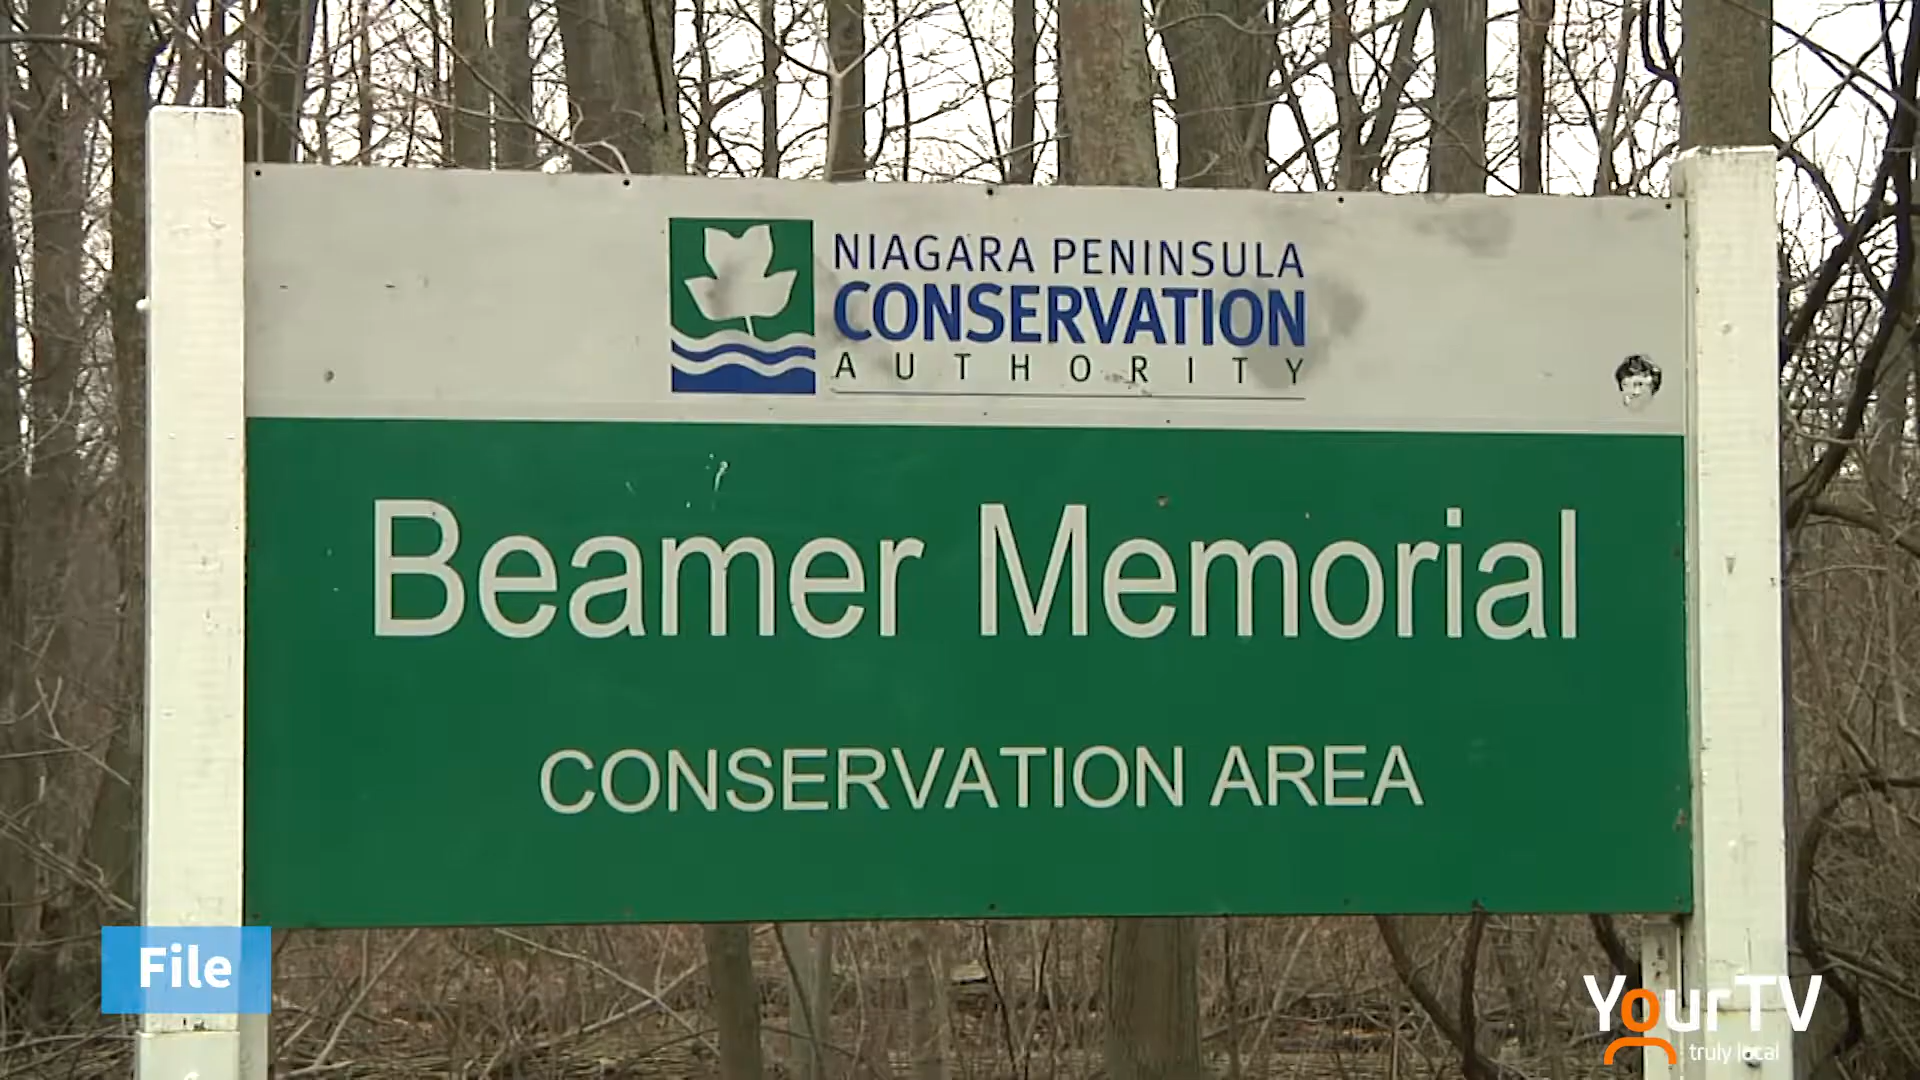 NIAGARA PENINSULA
CONSERVATION
AUTHORITY
Beamer Memorial
CONSERVATION AREA
File
YourTV
truly local